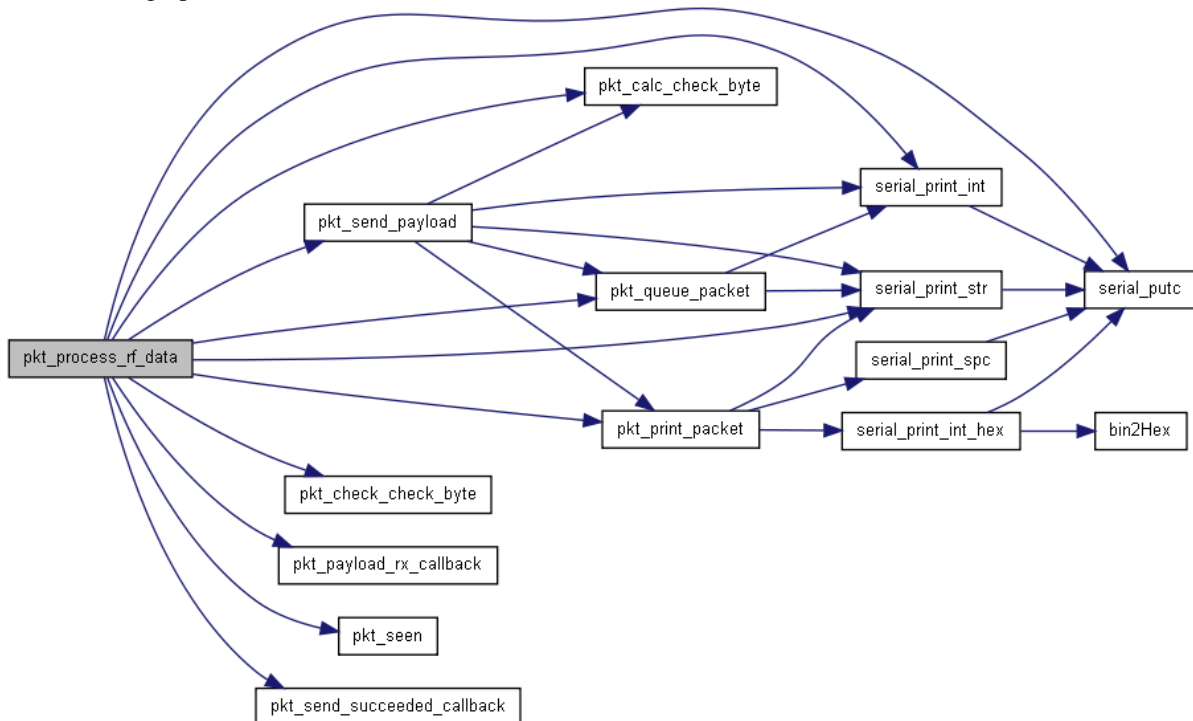 pkt_calc_check_byte
serial_print_int
pkt_send_payload
pkt_queue_packet
serial_print_str
serial_putc
pkt_process_rf_data
serial_print_spc
pkt_print_packet
serial_print_int_hex
bin2Hex
pkt_check_check_byte
pkt_payload_rx_callback
pkt_seen
pkt_send_succeeded_callback